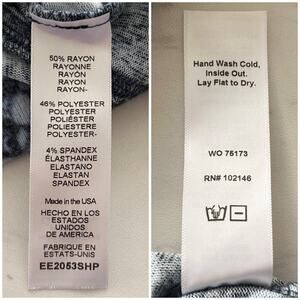 50% RAYON
RAYONNE
RAYÓN
RAYON
RAYON-
46% POLYESTER
POLYESTER
POLIÉSTER
POLIESTERE
POLYESTER-
4% SPANDEX
ÉLASTHANNE
ELASTANO
ELASTAN
SPANDEX
Made in the USA
HECHO EN LOS
ESTADOS
UNIDOS
DE AMERICA
FABRIQUE EN
ESTATS-UNIS
EE2053SHP
Hand Wash Cold,
Inside Out.
Lay Flat to Dry.
WO 75173
RN# 102146